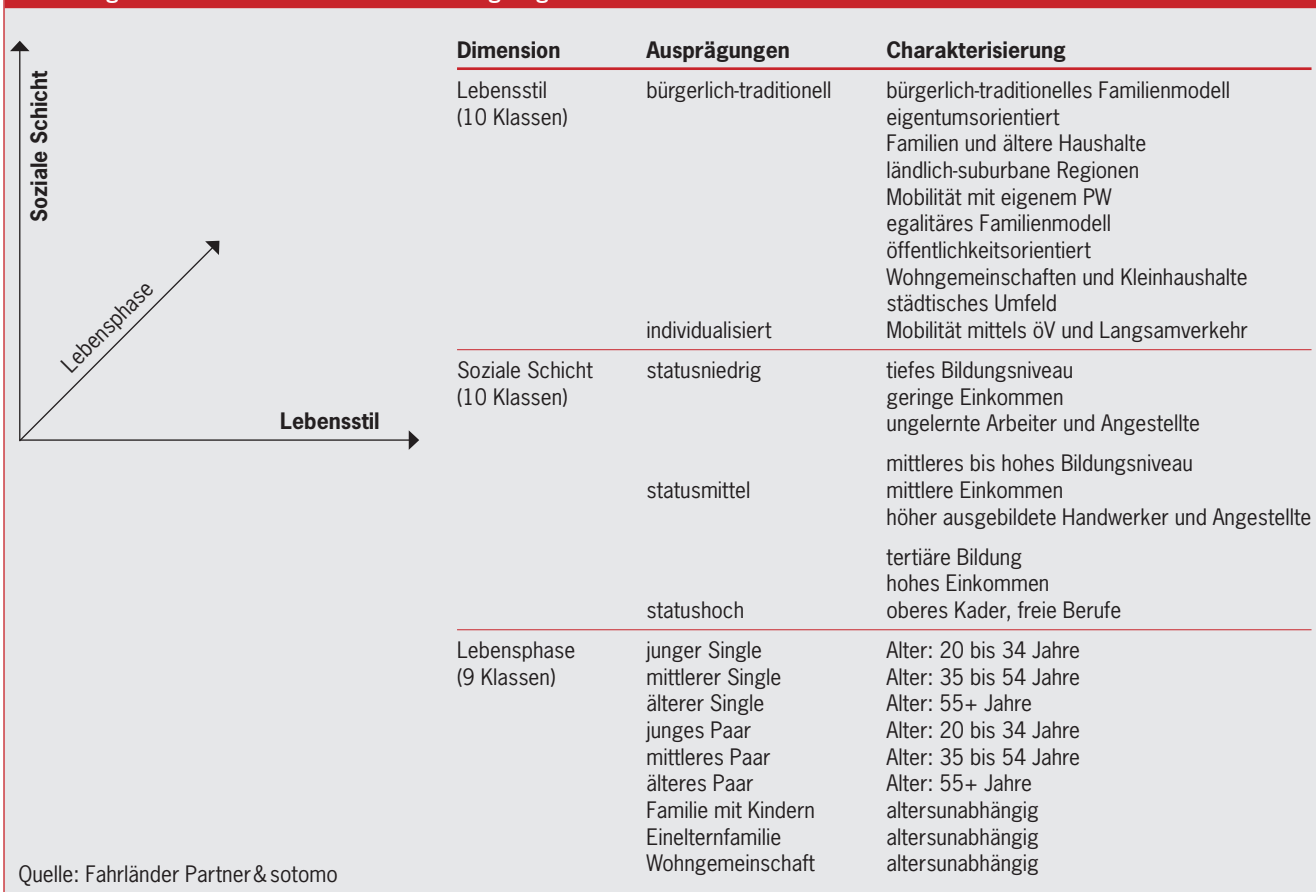 Soziale Schicht
Lebensphase
Lebensstil
Dimension Ausprägungen Charakterisierung
Lebensstil bürgerlich-traditionell bürgerlich-traditionelles Familienmodell
(10 Klassen) eigentumsorientiert
Familien und ältere Haushalte
ländlich-suburbane Regionen
Mobilität mit eigenem PW
egalitäres Familienmodell
öffentlichkeitsorientiert
Wohngemeinschaften und Kleinhaushalte
städtisches Umfeld
individualisiert Mobilität mittels öV und Langsamverkehr
Soziale Schicht statusniedrig tiefes Bildungsniveau
(10 Klassen) geringe Einkommen
ungelernte Arbeiter und Angestellte
mittleres bis hohes Bildungsniveau
statusmittel mittlere Einkommen
höher ausgebildete Handwerker und Angestellte
tertiäre Bildung
hohes Einkommen
statushoch oberes Kader, freie Berufe
Lebensphase junger Single Alter: 20 bis 34 Jahre
(9 Klassen) mittlerer Single Alter: 35 bis 54 Jahre
älterer Single Alter: 55+ Jahre
junges Paar Alter: 20 bis 34 Jahre
mittleres Paar Alter: 35 bis 54 Jahre
älteres Paar Alter: 55+ Jahre
Familie mit Kindern altersunabhängig
Einelternfamilie altersunabhängig
Wohngemeinschaft altersunabhängig
Quelle: Fahrländer Partner & sotomo